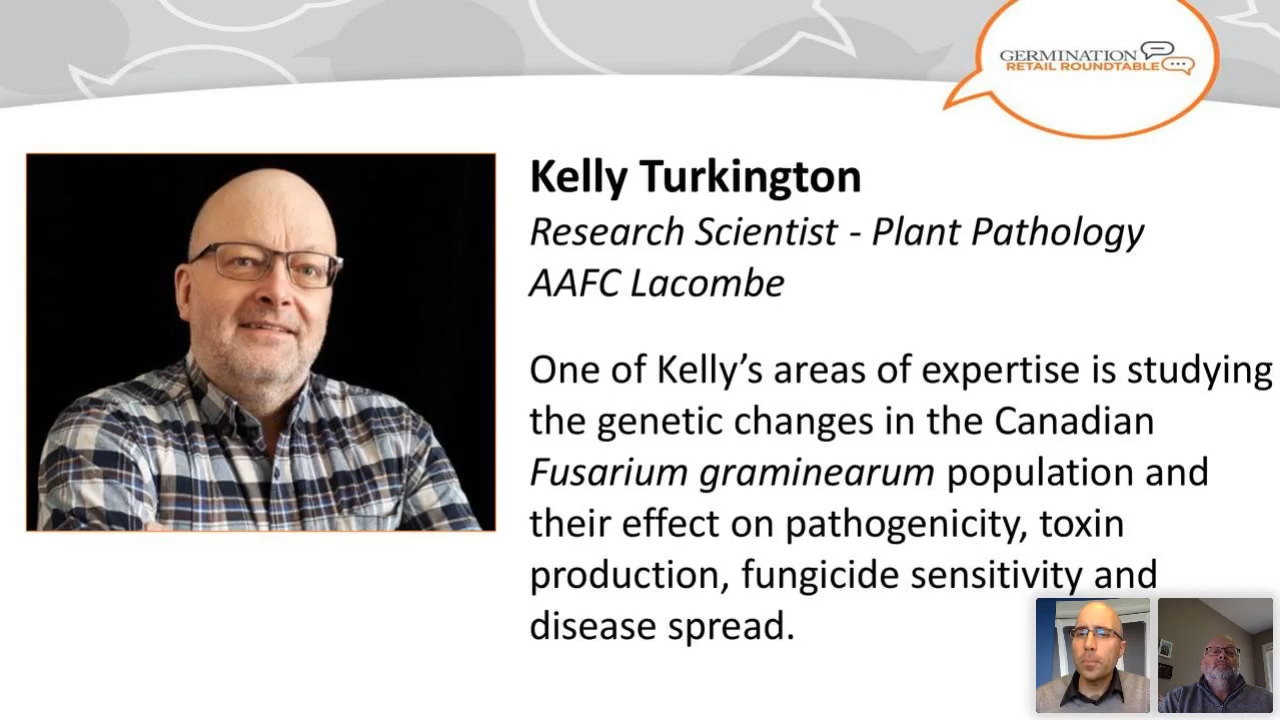 GERMINATION
RETAIL ROUNDTABLE
Kelly Turkington
Research Scientist - Plant Pathology
AAFC Lacombe
One of Kelly’s areas of expertise is studying
the genetic changes in the Canadian
Fusarium graminearum population and
their effect on pathogenicity, toxin
production, fungicide sensitivity and
disease spread.